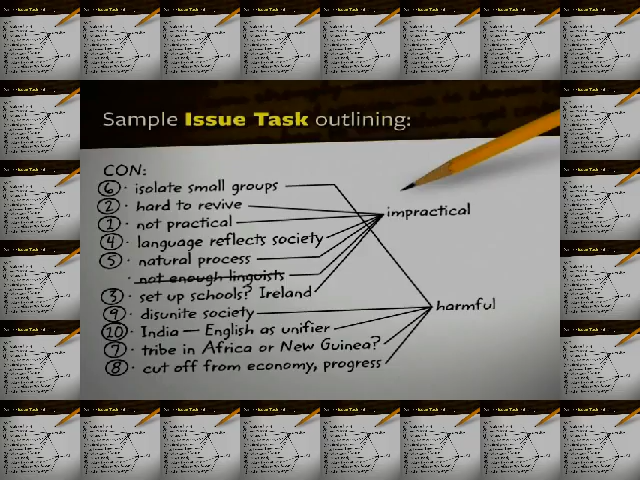 Sample Issue Task outlining:
CON:
6 · isolate small groups
2 · hard to revive
1 · not practical
impractical
4 · language reflects society
5 · natural process
· not enough linguists
3 · set up schools? Ireland
9 · disunite society
harmful
10 · India — English as unifier
7 · tribe in Africa or New Guinea?
8 · cut off from economy, progress